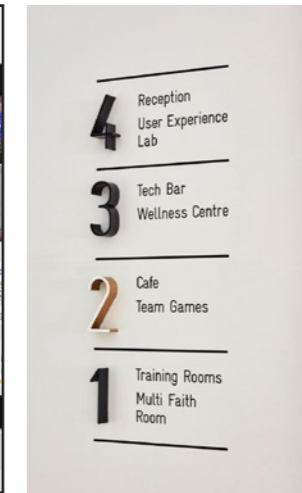 4
Reception
User Experience
Lab
3
Tech Bar
Wellness Centre
2
Cafe
Team Games
1
Training Rooms
Multi Faith
Room